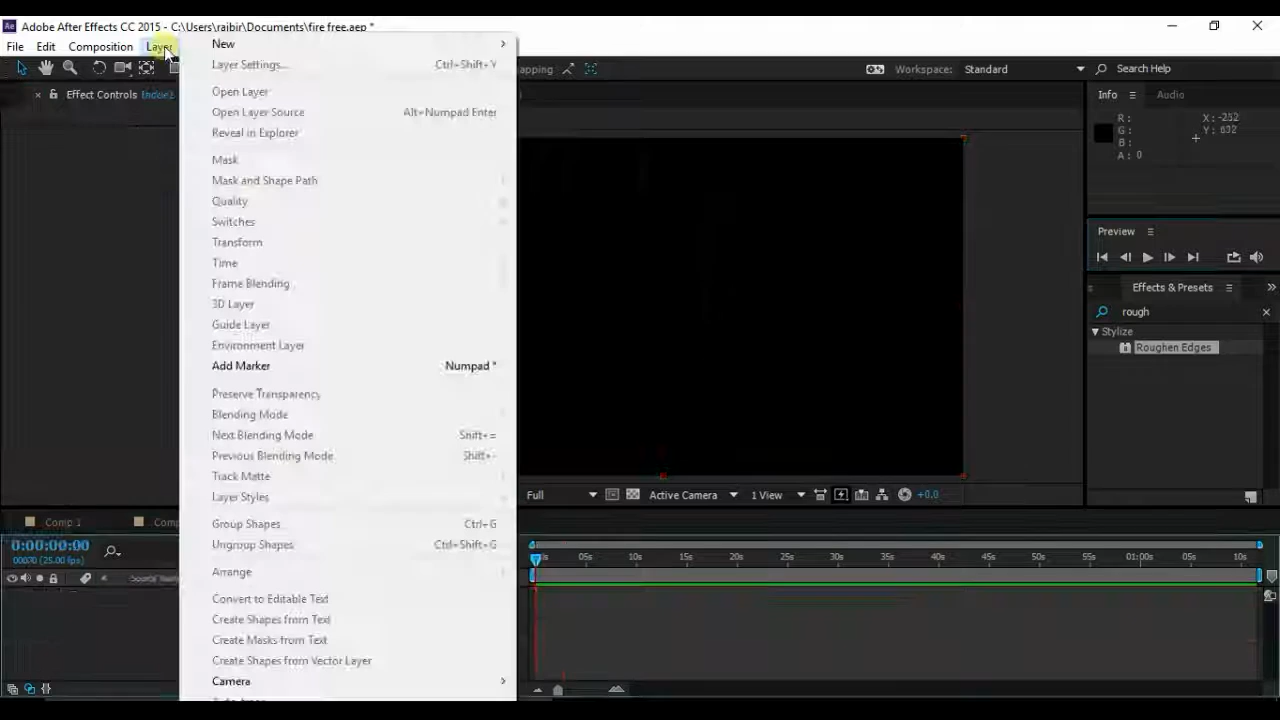 Adobe After Effects CC 2015 - C:\Users\raibir\Documents\fire free.aep *
File Edit Composition Layer
apping Workspace: Standard Search Help
Effect Controls
New
Layer Settings... Ctrl+Shift+Y
Open Layer
Open Layer Source Alt+Numpad Enter
Reveal in Explorer
Mask
Mask and Shape Path
Quality
Switches
Transform
Time
Frame Blending
3D Layer
Guide Layer
Environment Layer
Add Marker Numpad *
Preserve Transparency
Blending Mode
Next Blending Mode Shift+=
Previous Blending Mode Shift+-
Track Matte
Layer Styles
Group Shapes Ctrl+G
Ungroup Shapes Ctrl+Shift+G
Arrange
Convert to Editable Text
Create Shapes from Text
Create Masks from Text
Create Shapes from Vector Layer
Camera
Info Audio
R: X: -252
G: Y: 632
B:
A: 0
Preview
Effects & Presets
rough
Stylize
Roughen Edges
Full Active Camera 1 View +0.0
Comp 1 Comp
0:00:00:00
00000 (25.00 fps)
05s 10s 15s 20s 25s 30s 35s 40s 45s 50s 55s 01:00s 05s 10s